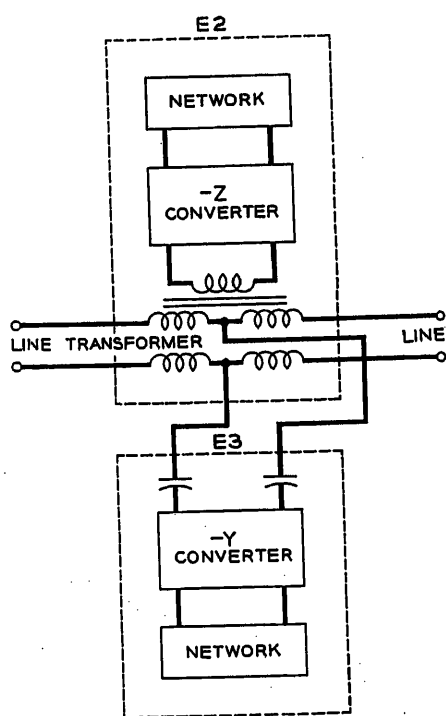 E2
NETWORK
-Z
CONVERTER
LINE TRANSFORMER
LINE
E3
-Y
CONVERTER
NETWORK